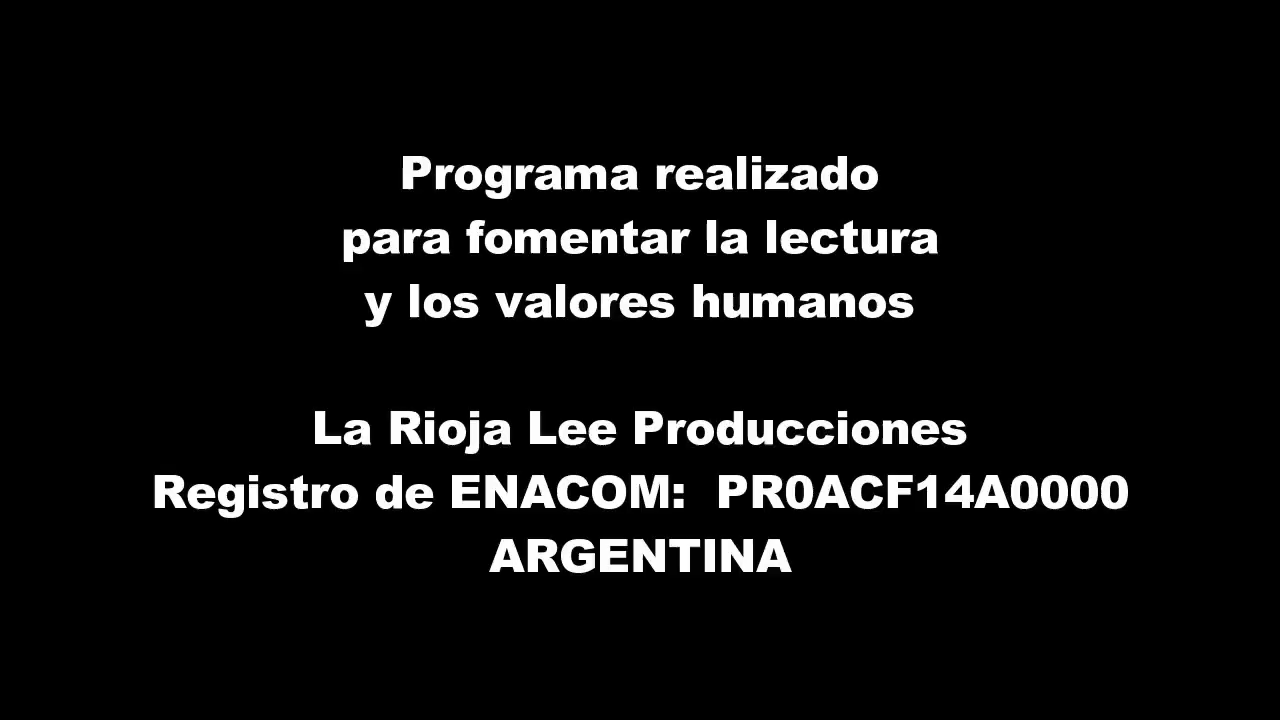 Programa realizado
para fomentar la lectura
y los valores humanos
La Rioja Lee Producciones
Registro de ENACOM:  PR0ACF14A0000
ARGENTINA